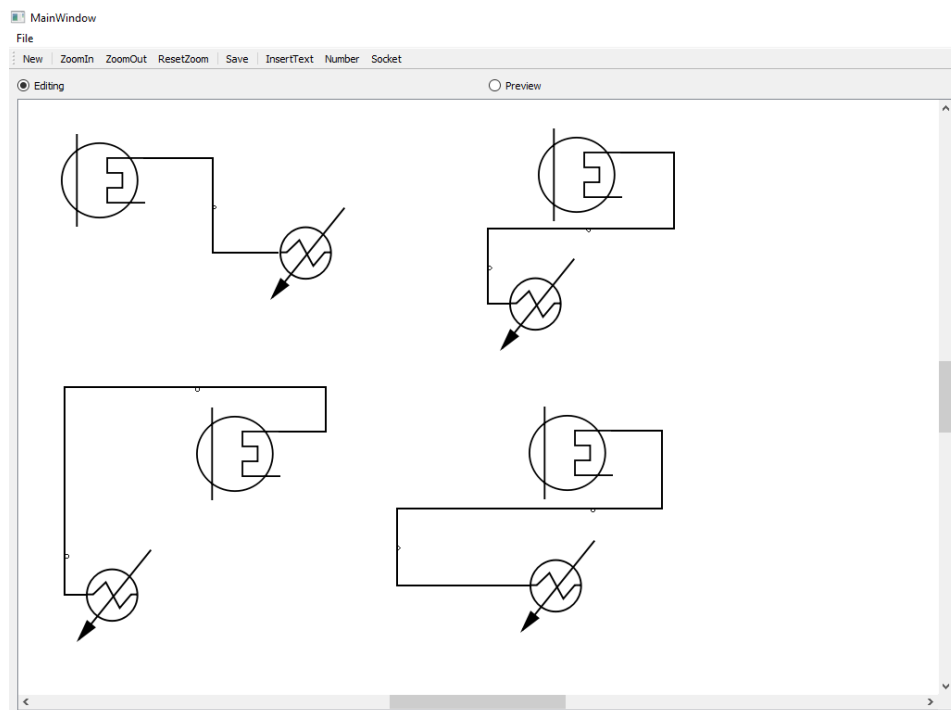 MainWindow
File
New ZoomIn ZoomOut ResetZoom Save InsertText Number Socket
Editing Preview